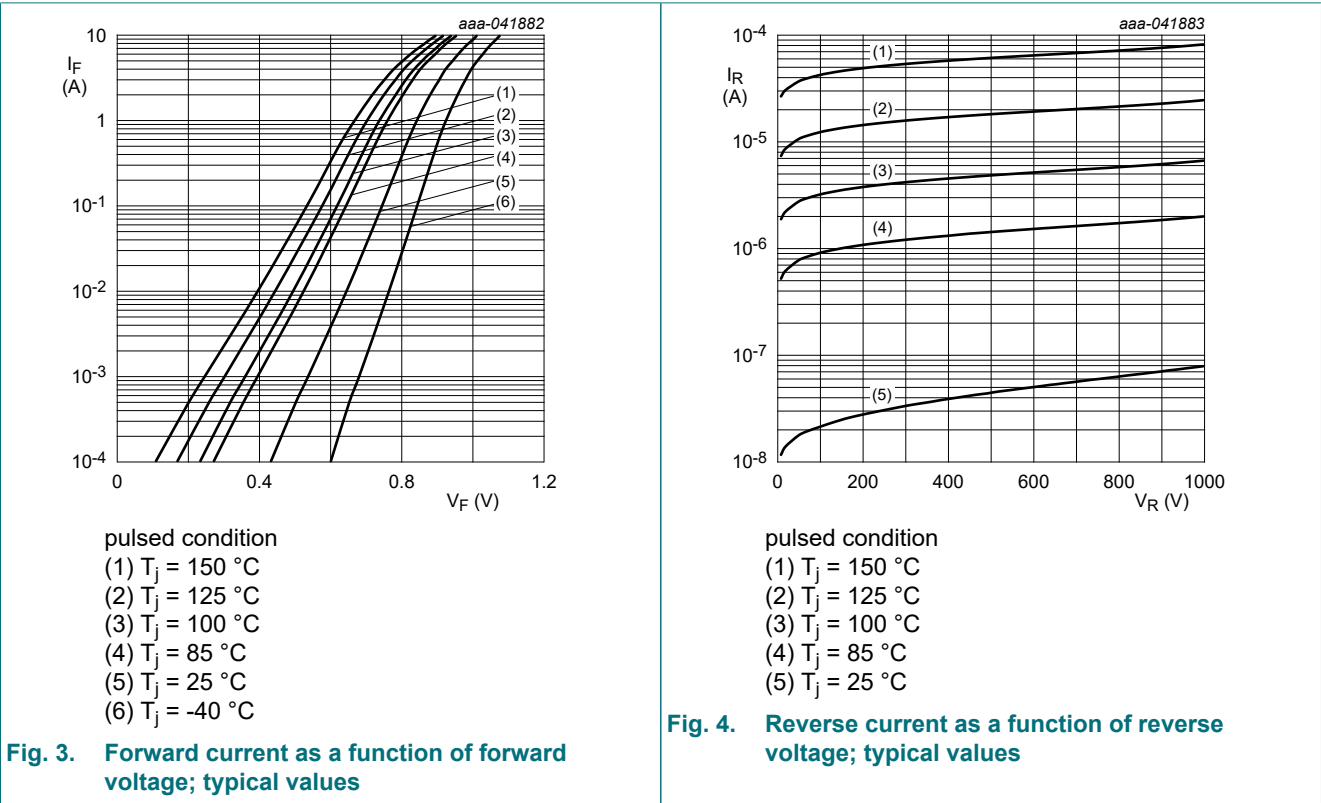 aaa-041882
10
I_F
(A)
1
10^-1
10^-2
10^-3
10^-4
(1)
(2)
(3)
(4)
(5)
(6)
0
0.4
0.8
1.2
V_F (V)
pulsed condition
(1) T_j = 150 °C
(2) T_j = 125 °C
(3) T_j = 100 °C
(4) T_j = 85 °C
(5) T_j = 25 °C
(6) T_j = -40 °C
Fig. 3. Forward current as a function of forward
voltage; typical values
aaa-041883
10^-4
I_R
(A)
10^-5
10^-6
10^-7
10^-8
(1)
(2)
(3)
(4)
(5)
0
200
400
600
800
1000
V_R (V)
pulsed condition
(1) T_j = 150 °C
(2) T_j = 125 °C
(3) T_j = 100 °C
(4) T_j = 85 °C
(5) T_j = 25 °C
Fig. 4. Reverse current as a function of reverse
voltage; typical values